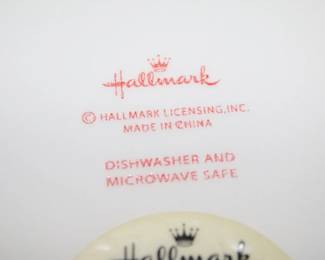 Hallmark
© HALLMARK LICENSING, INC.
MADE IN CHINA
DISHWASHER AND
MICROWAVE SAFE
Hallmark